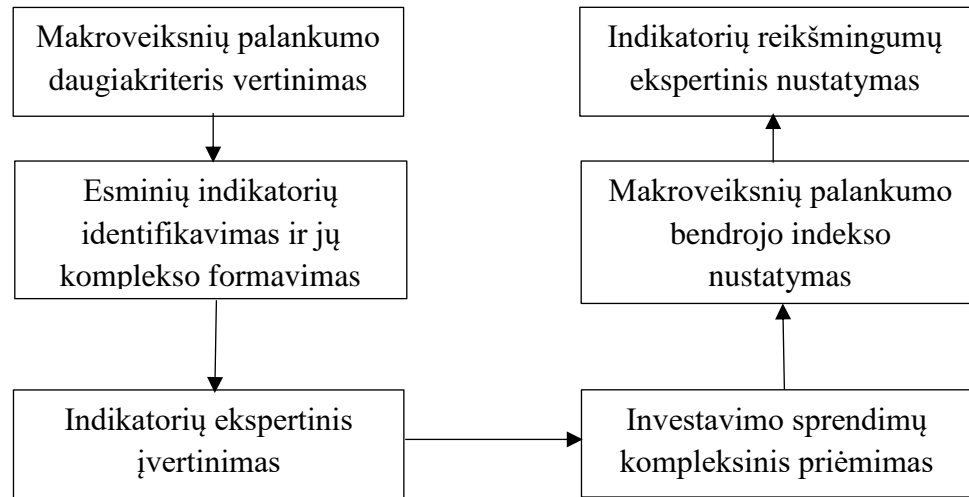 Makroveiksnių palankumo
daugiakriteris vertinimas
Esminių indikatorių
identifikavimas ir jų
komplekso formavimas
Indikatorių ekspertinis
įvertinimas
Investavimo sprendimų
kompleksinis priėmimas
Makroveiksnių palankumo
bendrojo indekso
nustatymas
Indikatorių reikšmingumų
ekspertinis nustatymas